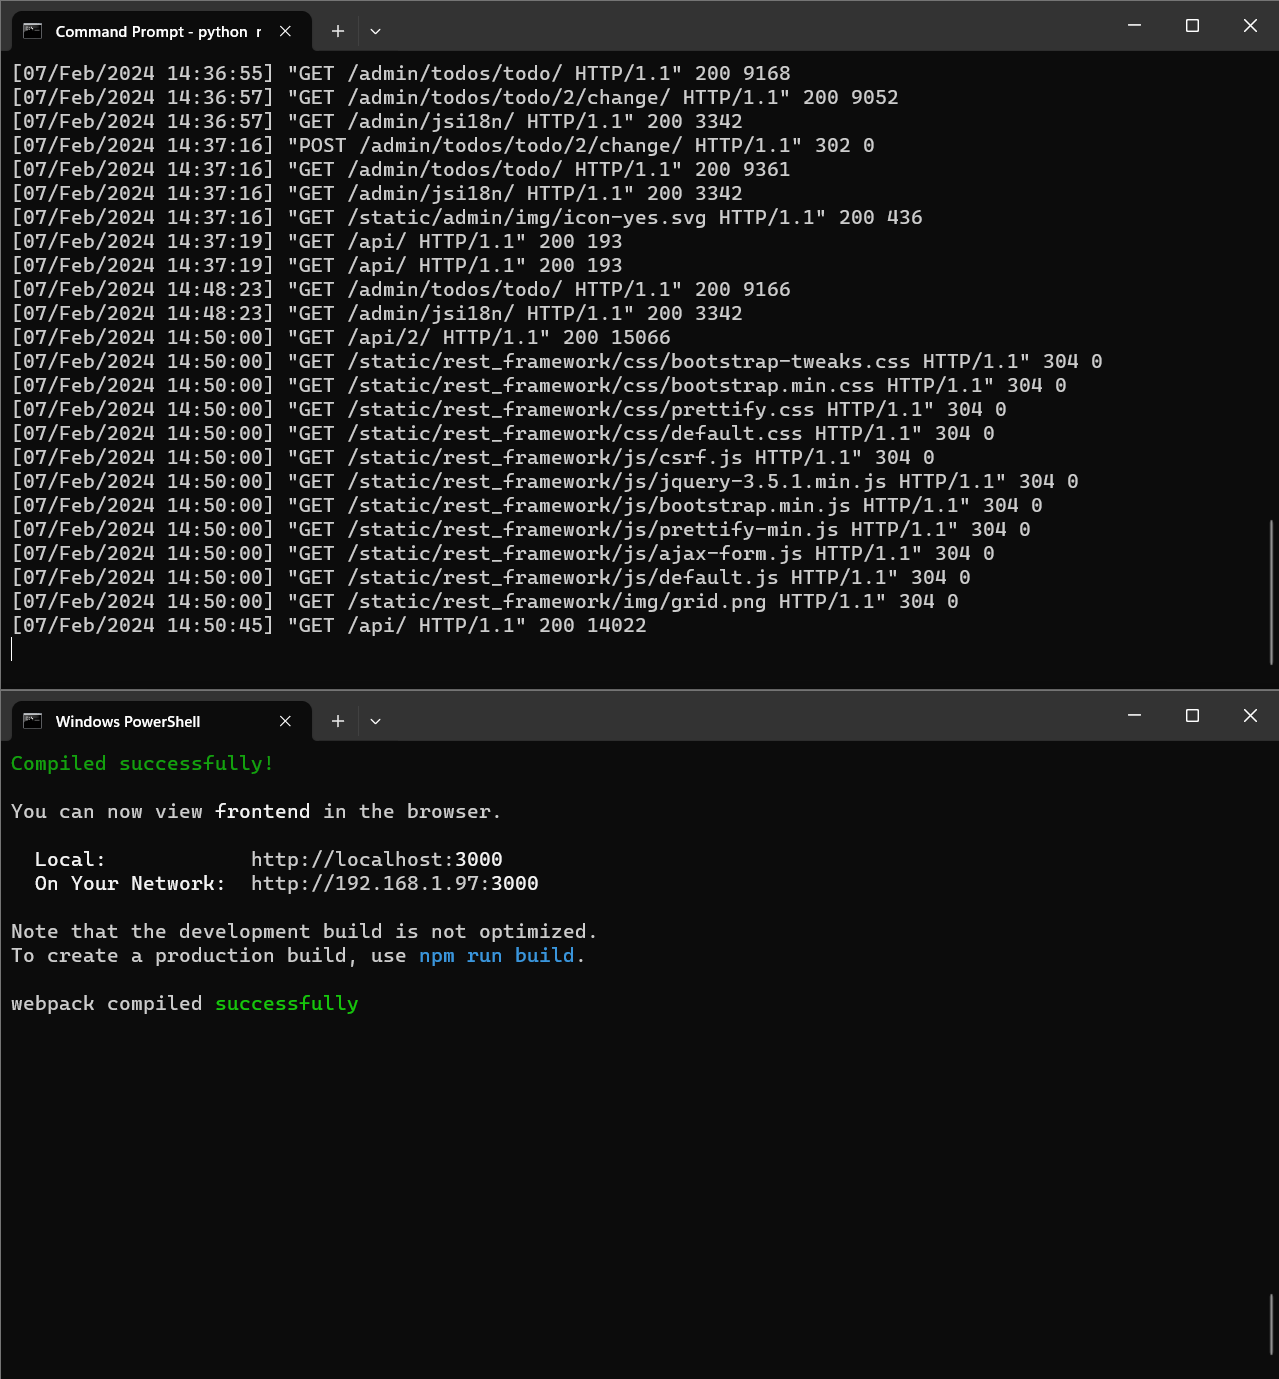 Command Prompt - python r
[07/Feb/2024 14:36:55] "GET /admin/todos/todo/ HTTP/1.1" 200 9168
[07/Feb/2024 14:36:57] "GET /admin/todos/todo/2/change/ HTTP/1.1" 200 9052
[07/Feb/2024 14:36:57] "GET /admin/jsi18n/ HTTP/1.1" 200 3342
[07/Feb/2024 14:37:16] "POST /admin/todos/todo/2/change/ HTTP/1.1" 302 0
[07/Feb/2024 14:37:16] "GET /admin/todos/todo/ HTTP/1.1" 200 9361
[07/Feb/2024 14:37:16] "GET /admin/jsi18n/ HTTP/1.1" 200 3342
[07/Feb/2024 14:37:16] "GET /static/admin/img/icon-yes.svg HTTP/1.1" 200 436
[07/Feb/2024 14:37:19] "GET /api/ HTTP/1.1" 200 193
[07/Feb/2024 14:37:19] "GET /api/ HTTP/1.1" 200 193
[07/Feb/2024 14:48:23] "GET /admin/todos/todo/ HTTP/1.1" 200 9166
[07/Feb/2024 14:48:23] "GET /admin/jsi18n/ HTTP/1.1" 200 3342
[07/Feb/2024 14:50:00] "GET /api/2/ HTTP/1.1" 200 15066
[07/Feb/2024 14:50:00] "GET /static/rest_framework/css/bootstrap-tweaks.css HTTP/1.1" 304 0
[07/Feb/2024 14:50:00] "GET /static/rest_framework/css/bootstrap.min.css HTTP/1.1" 304 0
[07/Feb/2024 14:50:00] "GET /static/rest_framework/css/prettify.css HTTP/1.1" 304 0
[07/Feb/2024 14:50:00] "GET /static/rest_framework/css/default.css HTTP/1.1" 304 0
[07/Feb/2024 14:50:00] "GET /static/rest_framework/js/csrf.js HTTP/1.1" 304 0
[07/Feb/2024 14:50:00] "GET /static/rest_framework/js/jquery-3.5.1.min.js HTTP/1.1" 304 0
[07/Feb/2024 14:50:00] "GET /static/rest_framework/js/bootstrap.min.js HTTP/1.1" 304 0
[07/Feb/2024 14:50:00] "GET /static/rest_framework/js/prettify-min.js HTTP/1.1" 304 0
[07/Feb/2024 14:50:00] "GET /static/rest_framework/js/ajax-form.js HTTP/1.1" 304 0
[07/Feb/2024 14:50:00] "GET /static/rest_framework/js/default.js HTTP/1.1" 304 0
[07/Feb/2024 14:50:00] "GET /static/rest_framework/img/grid.png HTTP/1.1" 304 0
[07/Feb/2024 14:50:45] "GET /api/ HTTP/1.1" 200 14022
Windows PowerShell
Compiled successfully!
You can now view frontend in the browser.
Local: http://localhost:3000
On Your Network: http://192.168.1.97:3000
Note that the development build is not optimized.
To create a production build, use npm run build.
webpack compiled successfully